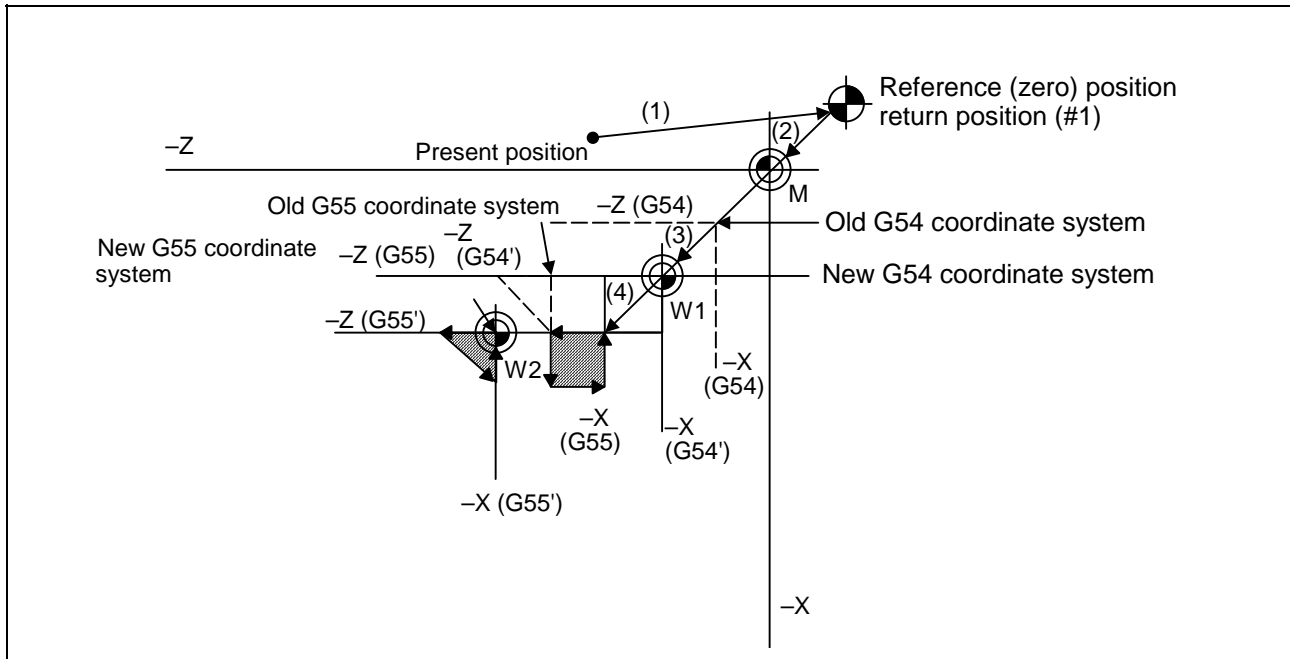 Reference (zero) position
return position (#1)
(1)
(2)
–Z
Present position
M
Old G55 coordinate system
–Z (G54)
Old G54 coordinate system
New G55 coordinate
system
–Z
(G54')
–Z (G55)
(3)
New G54 coordinate system
(4)
W1
–Z (G55')
W2
–X
(G54)
–X
(G55)
–X
(G54')
–X (G55')
–X